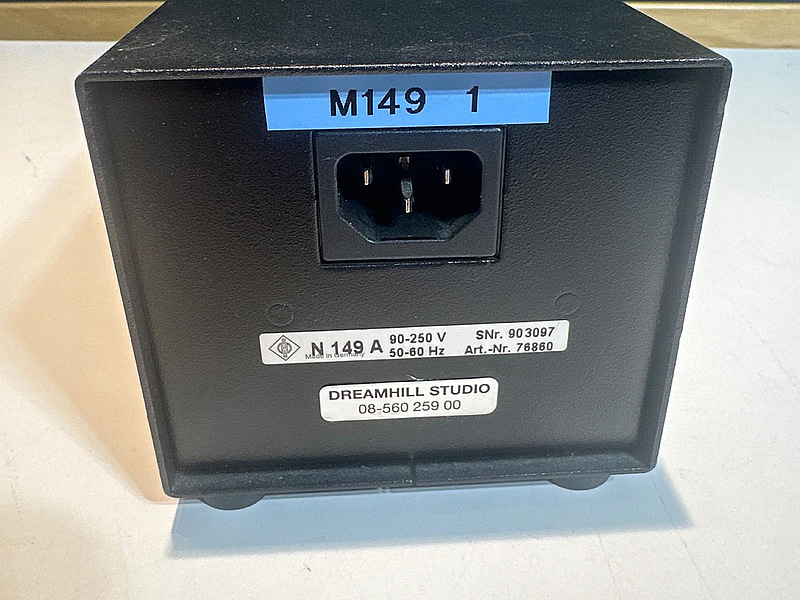 M149 1
N 149 A 90-250 V SNr. 903097
Made in Germany 50-60 Hz Art.-Nr. 76860
DREAMHILL STUDIO
08-560 259 00